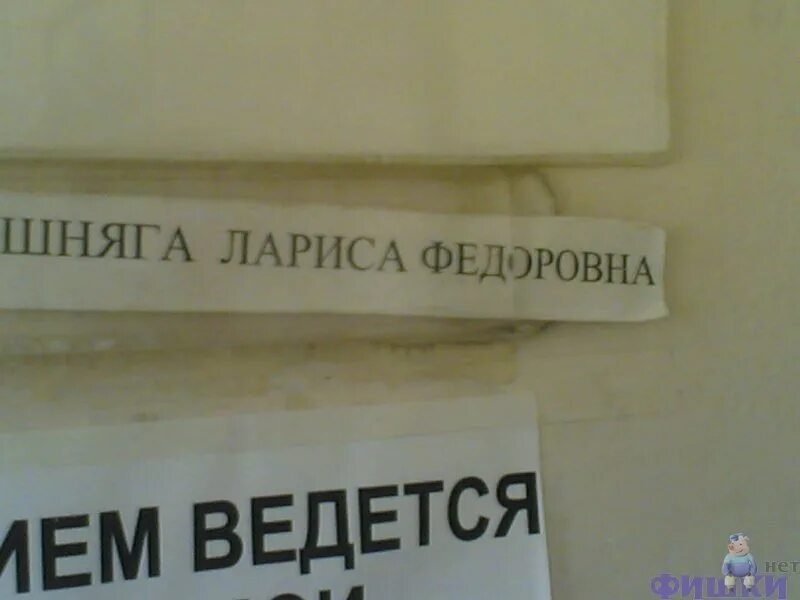 ШНЯГА ЛАРИСА ФЕДОРОВНА
ИЕМ ВЕДЕТСЯ
фишки нет